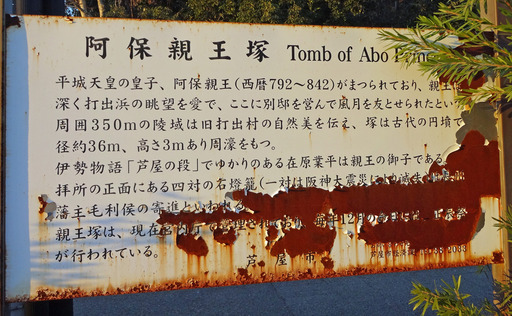 阿保親王塚 Tomb of Abo
平城天皇の皇子、阿保親王(西暦792〜842)がまつられており、親王は
深く打出浜の眺望を愛で、ここに別邸を営んで風月を友とせられたという
周囲350mの陵域は旧打出村の自然美を伝え、塚は古代の円墳で
径約36m、高さ3mあり周濠をもつ。
伊勢物語「芦屋の段」でゆかりのある在原業平は親王の御子である
拝所の正面にある四対の石燈籠(一対は阪神大震災
藩主毛利侯の寄進といわれる
親王塚は、現在 毎年12月の
が行われている。
芦屋市